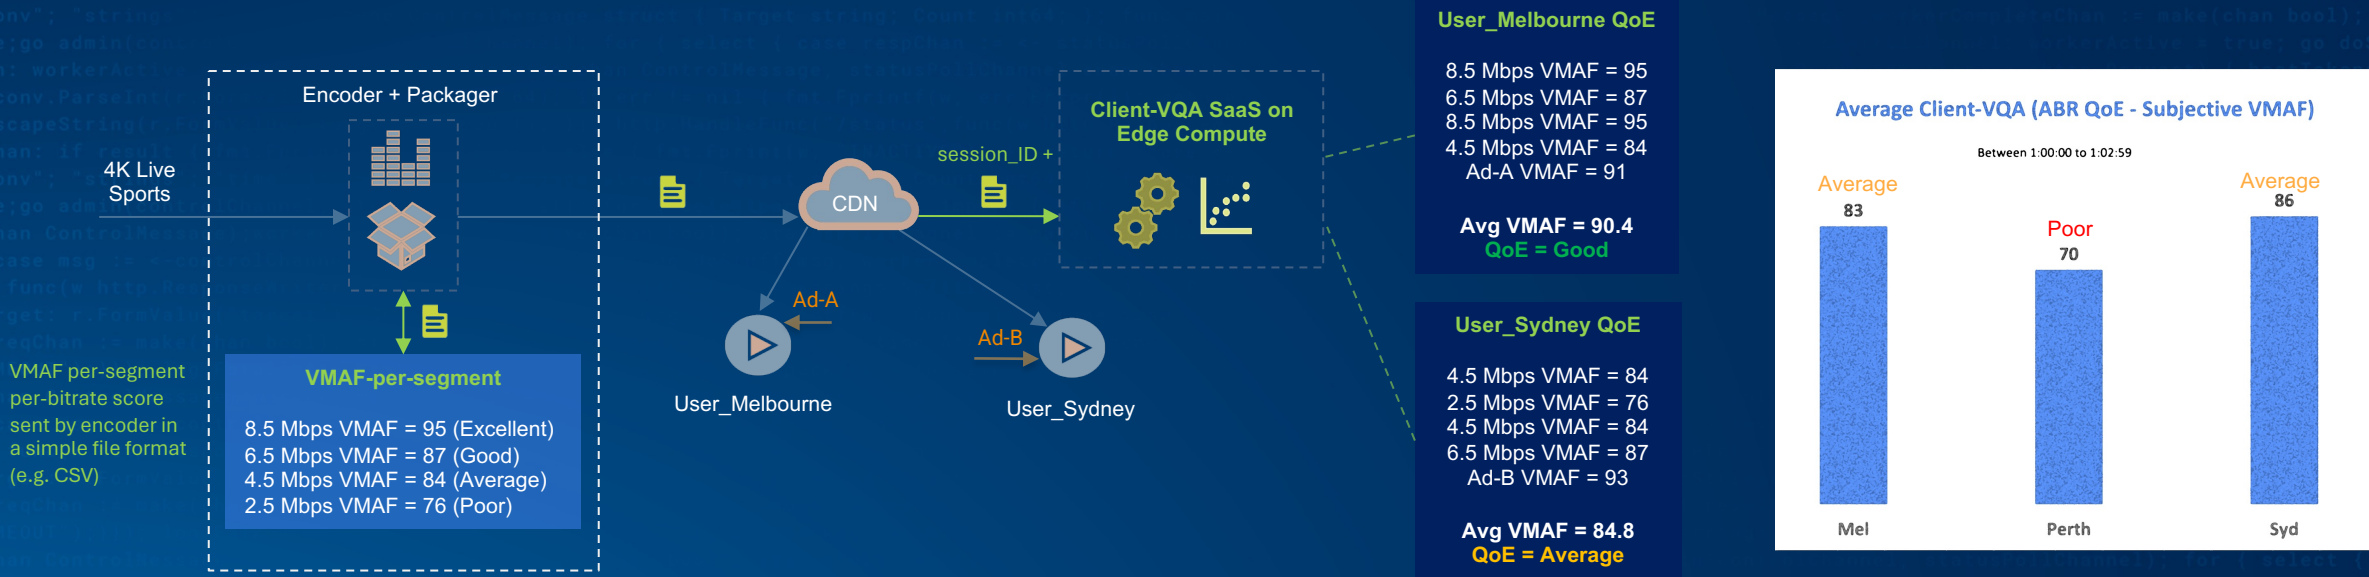 4K Live
Sports
Encoder + Packager
VMAF per-segment
per-bitrate score
sent by encoder in
a simple file format
(e.g. CSV)
VMAF-per-segment
8.5 Mbps VMAF = 95 (Excellent)
6.5 Mbps VMAF = 87 (Good)
4.5 Mbps VMAF = 84 (Average)
2.5 Mbps VMAF = 76 (Poor)
CDN
Ad-A
User_Melbourne
Ad-B
User_Sydney
session_ID +
Client-VQA SaaS on
Edge Compute
User_Melbourne QoE
8.5 Mbps VMAF = 95
6.5 Mbps VMAF = 87
8.5 Mbps VMAF = 95
4.5 Mbps VMAF = 84
Ad-A VMAF = 91
Avg VMAF = 90.4
QoE = Good
User_Sydney QoE
4.5 Mbps VMAF = 84
2.5 Mbps VMAF = 76
4.5 Mbps VMAF = 84
6.5 Mbps VMAF = 87
Ad-B VMAF = 93
Avg VMAF = 84.8
QoE = Average
Average Client-VQA (ABR QoE - Subjective VMAF)
Between 1:00:00 to 1:02:59
Average
83
Poor
70
Average
86
Mel
Perth
Syd